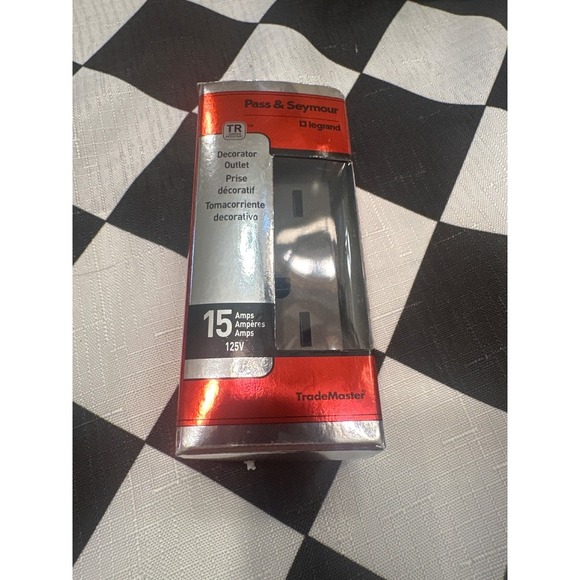 Pass & Seymour
legrand
TR
Decorator
Outlet
Prise
décoratif
Tomacorriente
decorativo
15 Amps
Ampères
Amps
125V
TradeMaster